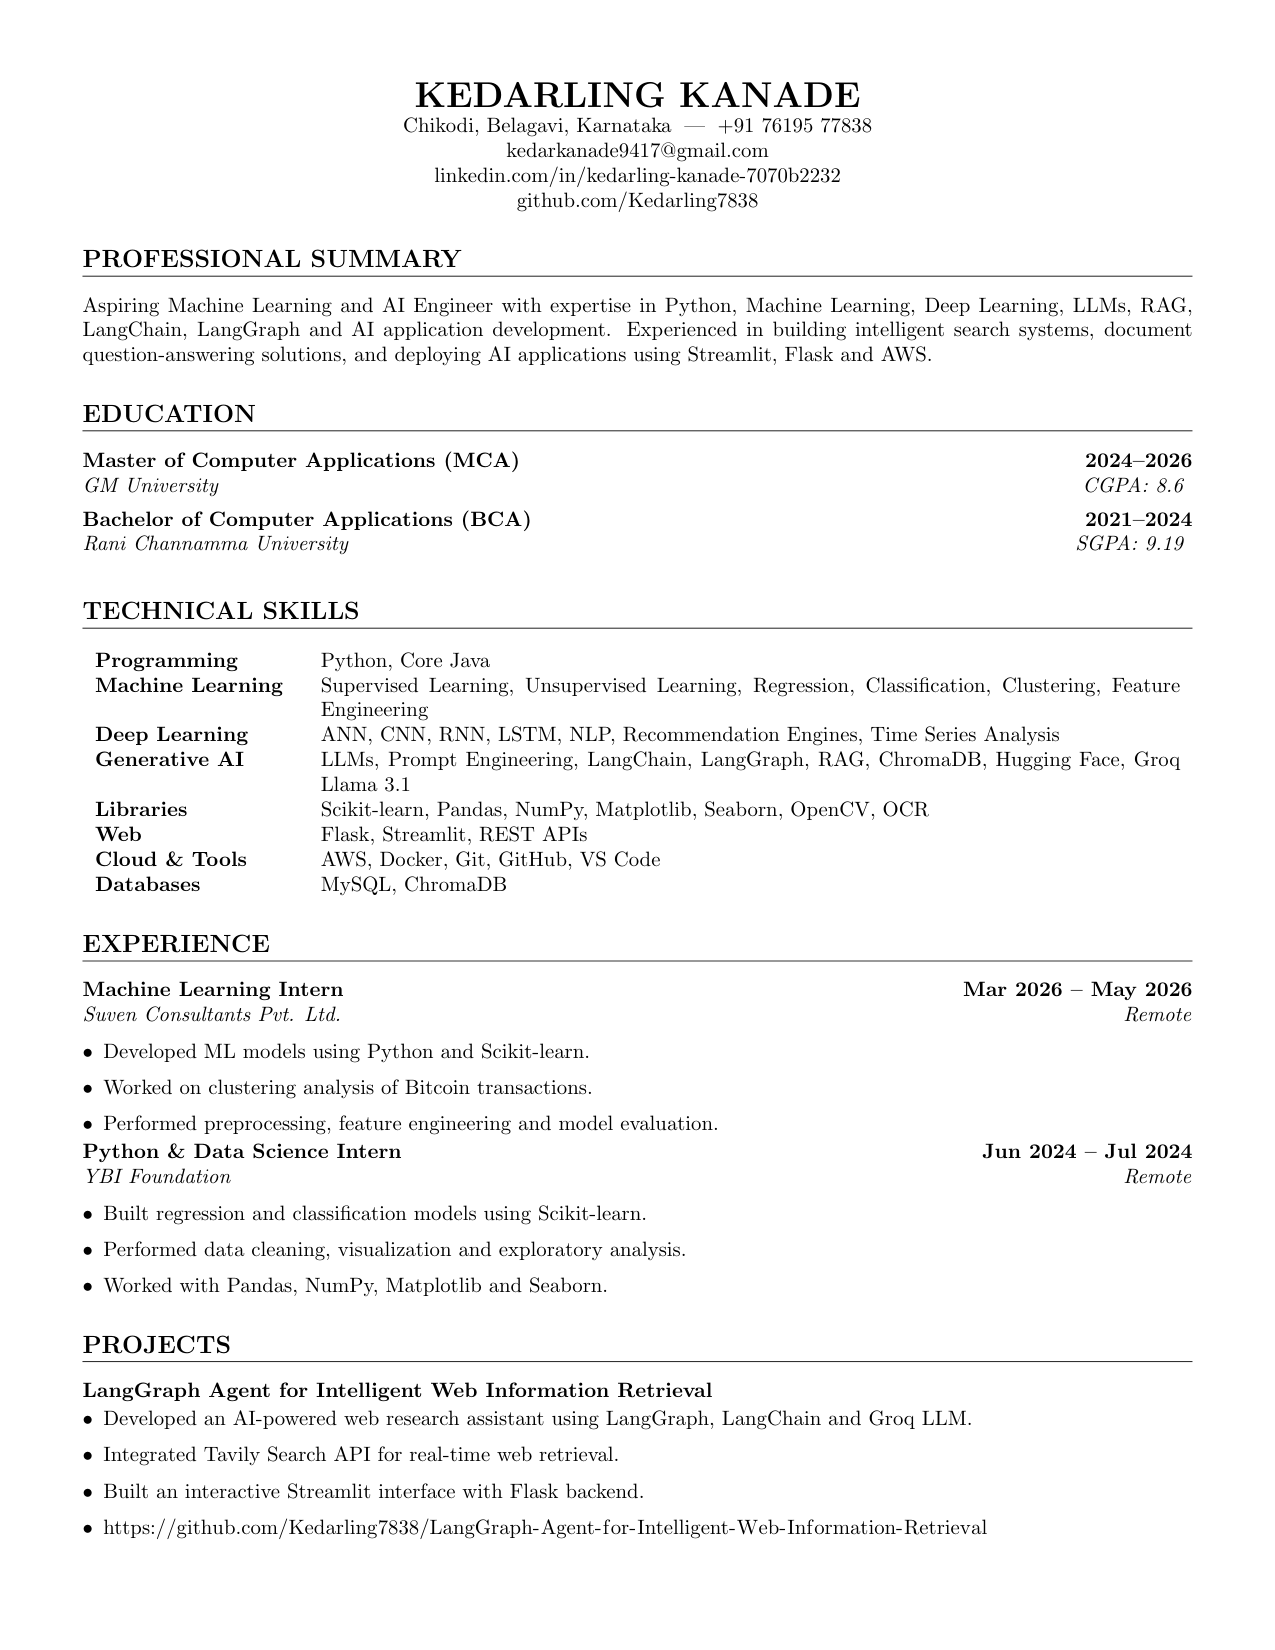 KEDARLING KANADE
Chikodi, Belagavi, Karnataka — +91 76195 77838
kedarkanade9417@gmail.com
linkedin.com/in/kedarling-kanade-7070b2232
github.com/Kedarling7838
PROFESSIONAL SUMMARY
Aspiring Machine Learning and AI Engineer with expertise in Python, Machine Learning, Deep Learning, LLMs, RAG,
LangChain, LangGraph and AI application development. Experienced in building intelligent search systems, document
question-answering solutions, and deploying AI applications using Streamlit, Flask and AWS.
EDUCATION
Master of Computer Applications (MCA) 2024–2026
GM University CGPA: 8.6
Bachelor of Computer Applications (BCA) 2021–2024
Rani Channamma University SGPA: 9.19
TECHNICAL SKILLS
Programming Python, Core Java
Machine Learning Supervised Learning, Unsupervised Learning, Regression, Classification, Clustering, Feature
Engineering
Deep Learning ANN, CNN, RNN, LSTM, NLP, Recommendation Engines, Time Series Analysis
Generative AI LLMs, Prompt Engineering, LangChain, LangGraph, RAG, ChromaDB, Hugging Face, Groq
Llama 3.1
Libraries Scikit-learn, Pandas, NumPy, Matplotlib, Seaborn, OpenCV, OCR
Web Flask, Streamlit, REST APIs
Cloud & Tools AWS, Docker, Git, GitHub, VS Code
Databases MySQL, ChromaDB
EXPERIENCE
Machine Learning Intern Mar 2026 – May 2026
Suven Consultants Pvt. Ltd. Remote
• Developed ML models using Python and Scikit-learn.
• Worked on clustering analysis of Bitcoin transactions.
• Performed preprocessing, feature engineering and model evaluation.
Python & Data Science Intern Jun 2024 – Jul 2024
YBI Foundation Remote
• Built regression and classification models using Scikit-learn.
• Performed data cleaning, visualization and exploratory analysis.
• Worked with Pandas, NumPy, Matplotlib and Seaborn.
PROJECTS
LangGraph Agent for Intelligent Web Information Retrieval
• Developed an AI-powered web research assistant using LangGraph, LangChain and Groq LLM.
• Integrated Tavily Search API for real-time web retrieval.
• Built an interactive Streamlit interface with Flask backend.
• https://github.com/Kedarling7838/LangGraph-Agent-for-Intelligent-Web-Information-Retrieval